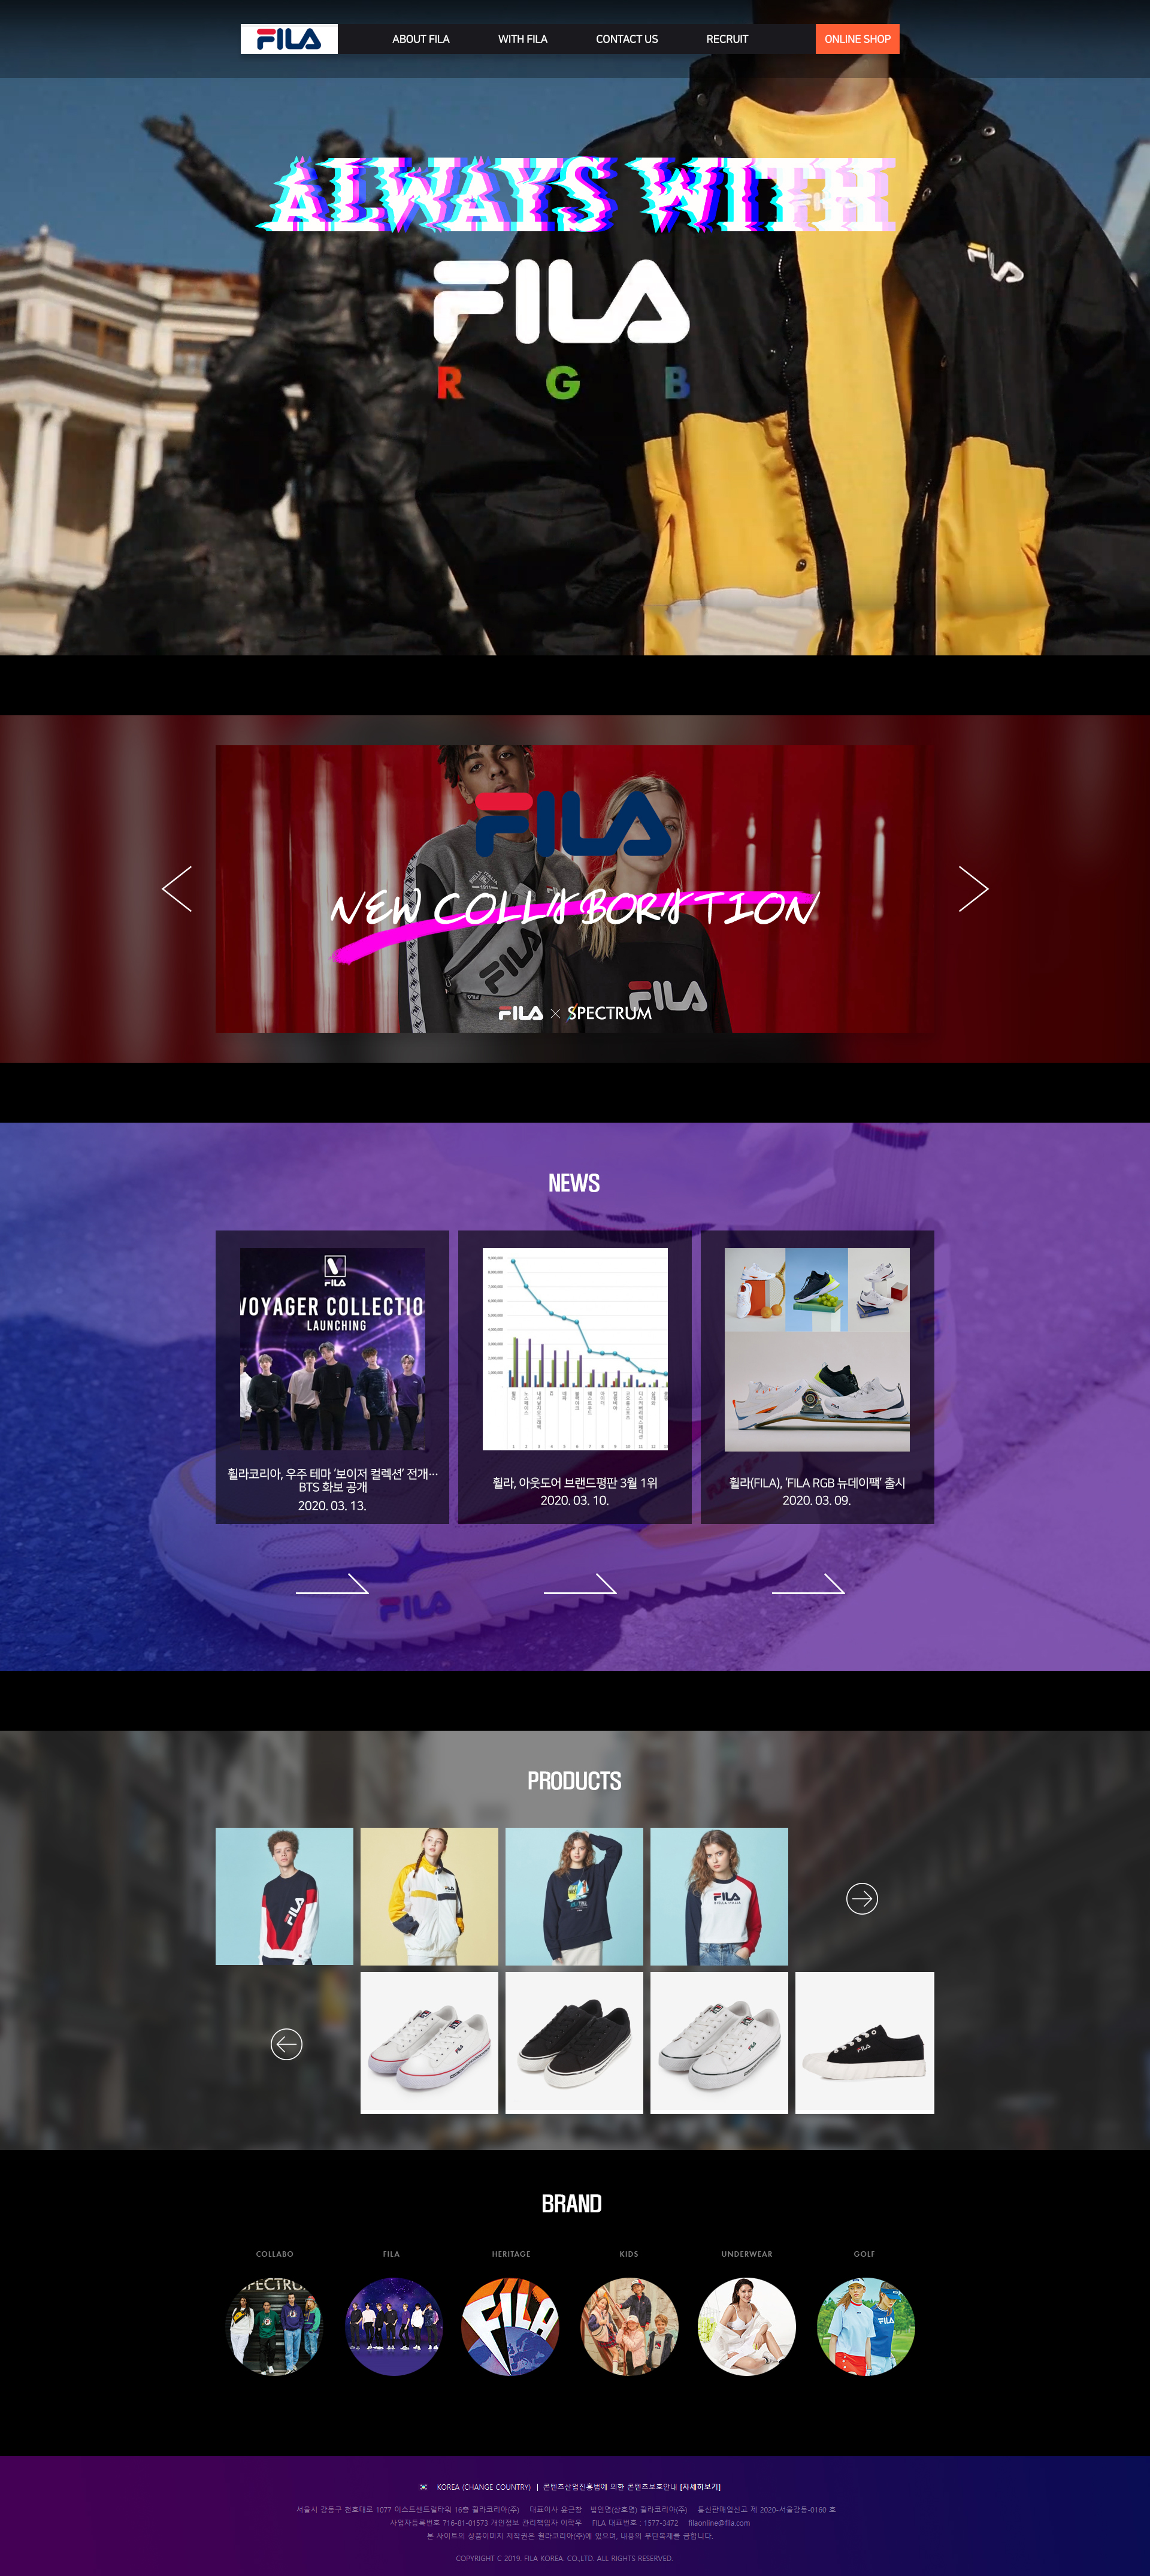 FILA
ABOUT FILA
WITH FILA
CONTACT US
RECRUIT
ONLINE SHOP
ALWAYS WITH
FILA
R G B
FILA
NEW COLLABORATION
FILA × SPECTRUM
FILA
NEWS
FILA
VOYAGER COLLECTIO
LAUNCHING
휠라코리아, 우주 테마 ‘보이저 컬렉션’ 전개…
BTS 화보 공개
2020. 03. 13.
휠라, 아웃도어 브랜드평판 3월 1위
2020. 03. 10.
휠라(FILA), ‘FILA RGB 뉴데이팩’ 출시
2020. 03. 09.
FILA
PRODUCTS
FILA
FILA
BRAND
COLLABO
FILA
HERITAGE
KIDS
UNDERWEAR
GOLF
FILA
FILA
KOREA (CHANGE COUNTRY) | 콘텐츠산업진흥법에 의한 콘텐츠보호안내 [자세히보기]
서울시 강동구 천호대로 1077 이스트센트럴타워 16층 휠라코리아(주) 대표이사 윤근창 법인명(상호명) 휠라코리아(주) 통신판매업신고 제 2020-서울강동-0160 호
사업자등록번호 716-81-01573 개인정보 관리책임자 이학우 FILA 대표번호 : 1577-3472 filaonline@fila.com
본 사이트의 상품이미지 저작권은 휠라코리아(주)에 있으며, 내용의 무단복제를 금합니다.
COPYRIGHT C 2019. FILA KOREA. CO.,LTD. ALL RIGHTS RESERVED.